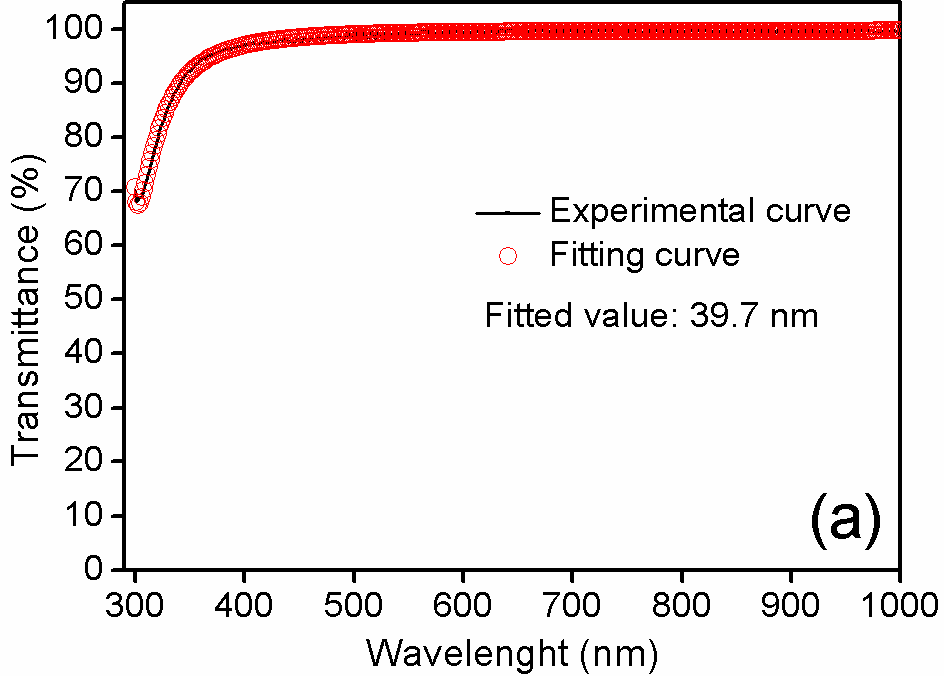 100
90
80
70
60
50
40
30
20
10
0
Transmittance (%)
Experimental curve
Fitting curve
Fitted value: 39.7 nm
(a)
300 400 500 600 700 800 900 1000
Wavelenght (nm)